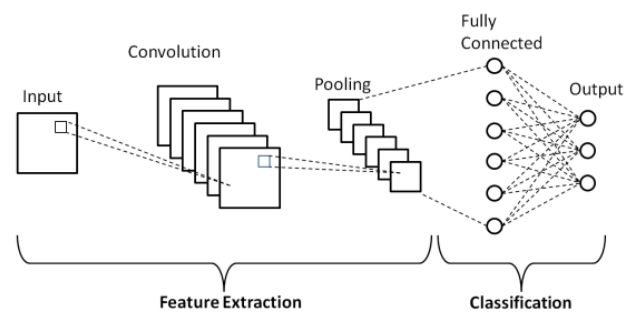 Input
Convolution
Pooling
Fully
Connected
Output
Feature Extraction
Classification